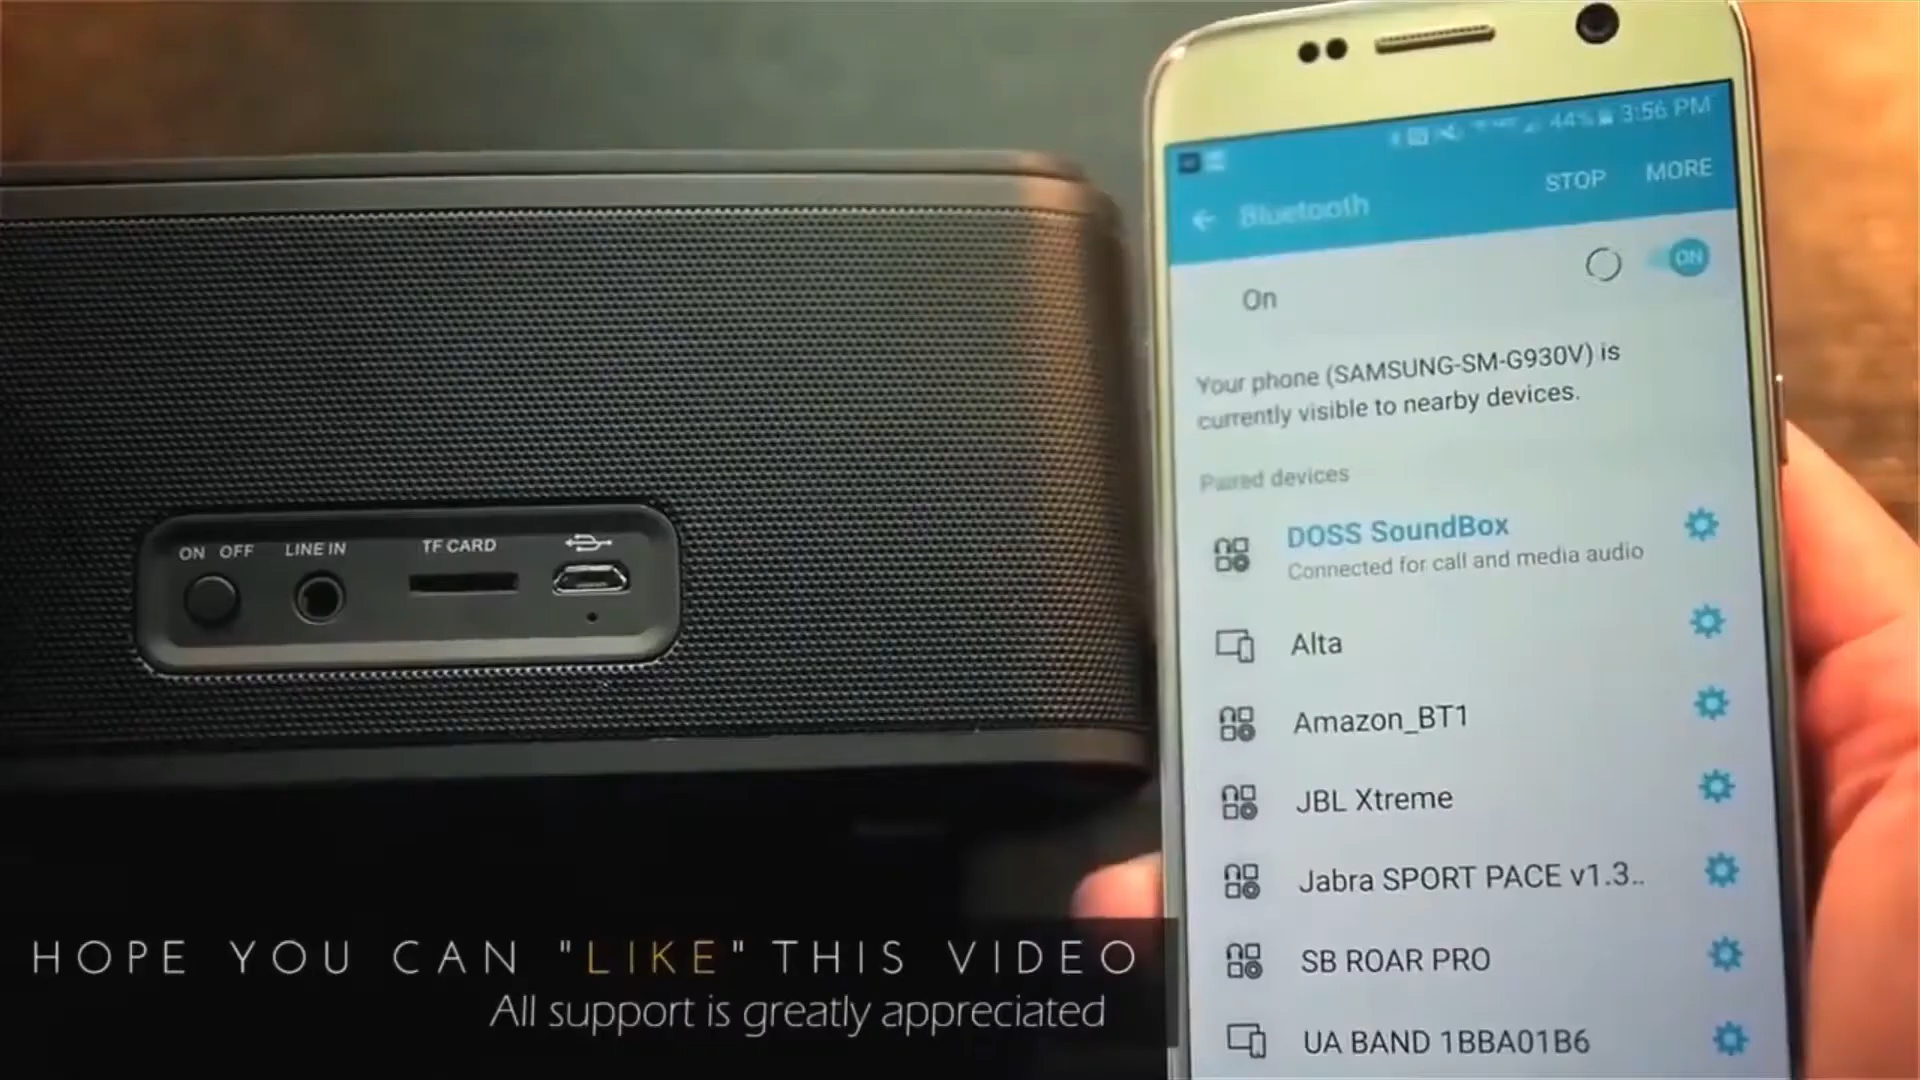 ON OFF LINE IN TF CARD
44% 3:56 PM
Bluetooth STOP MORE
On ON
Your phone (SAMSUNG-SM-G930V) is
currently visible to nearby devices.
Paired devices
DOSS SoundBox
Connected for call and media audio
Alta
Amazon_BT1
JBL Xtreme
Jabra SPORT PACE v1.3..
SB ROAR PRO
UA BAND 1BBA01B6
HOPE YOU CAN "LIKE" THIS VIDEO
All support is greatly appreciated